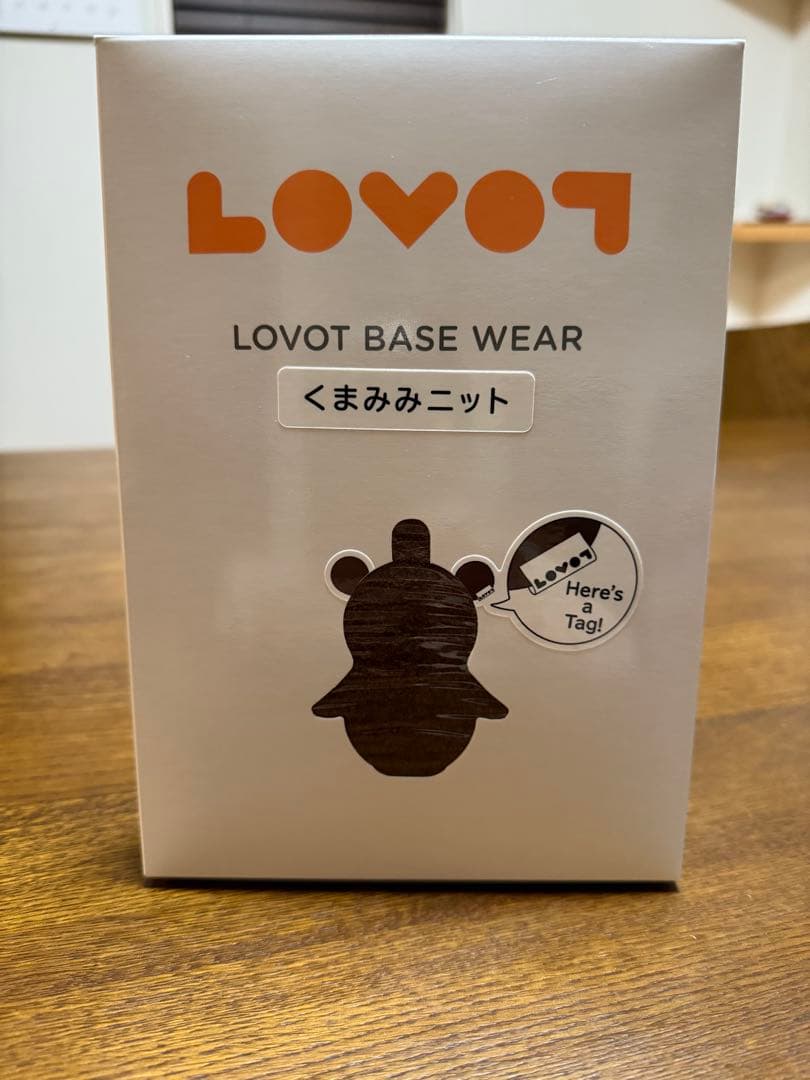 LOVOT
LOVOT BASE WEAR
くまみみニット
LOVOT
Here's
a
Tag!